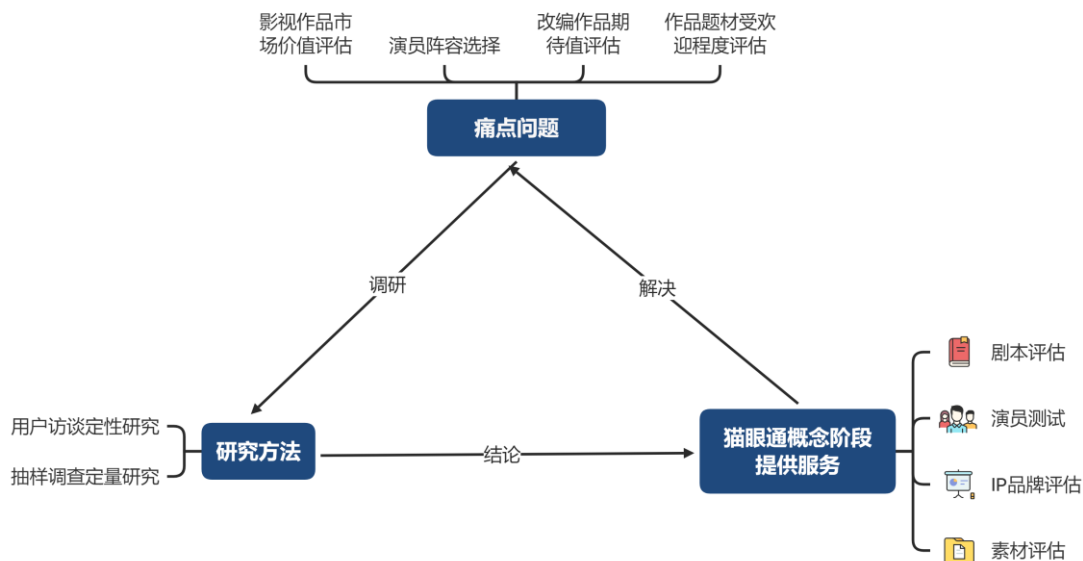 影视作品市
场价值评估
演员阵容选择
改编作品期
待值评估
作品题材受欢
迎程度评估
痛点问题
调研
解决
用户访谈定性研究
抽样调查定量研究
研究方法
结论
猫眼通概念阶段
提供服务
剧本评估
演员测试
IP品牌评估
素材评估